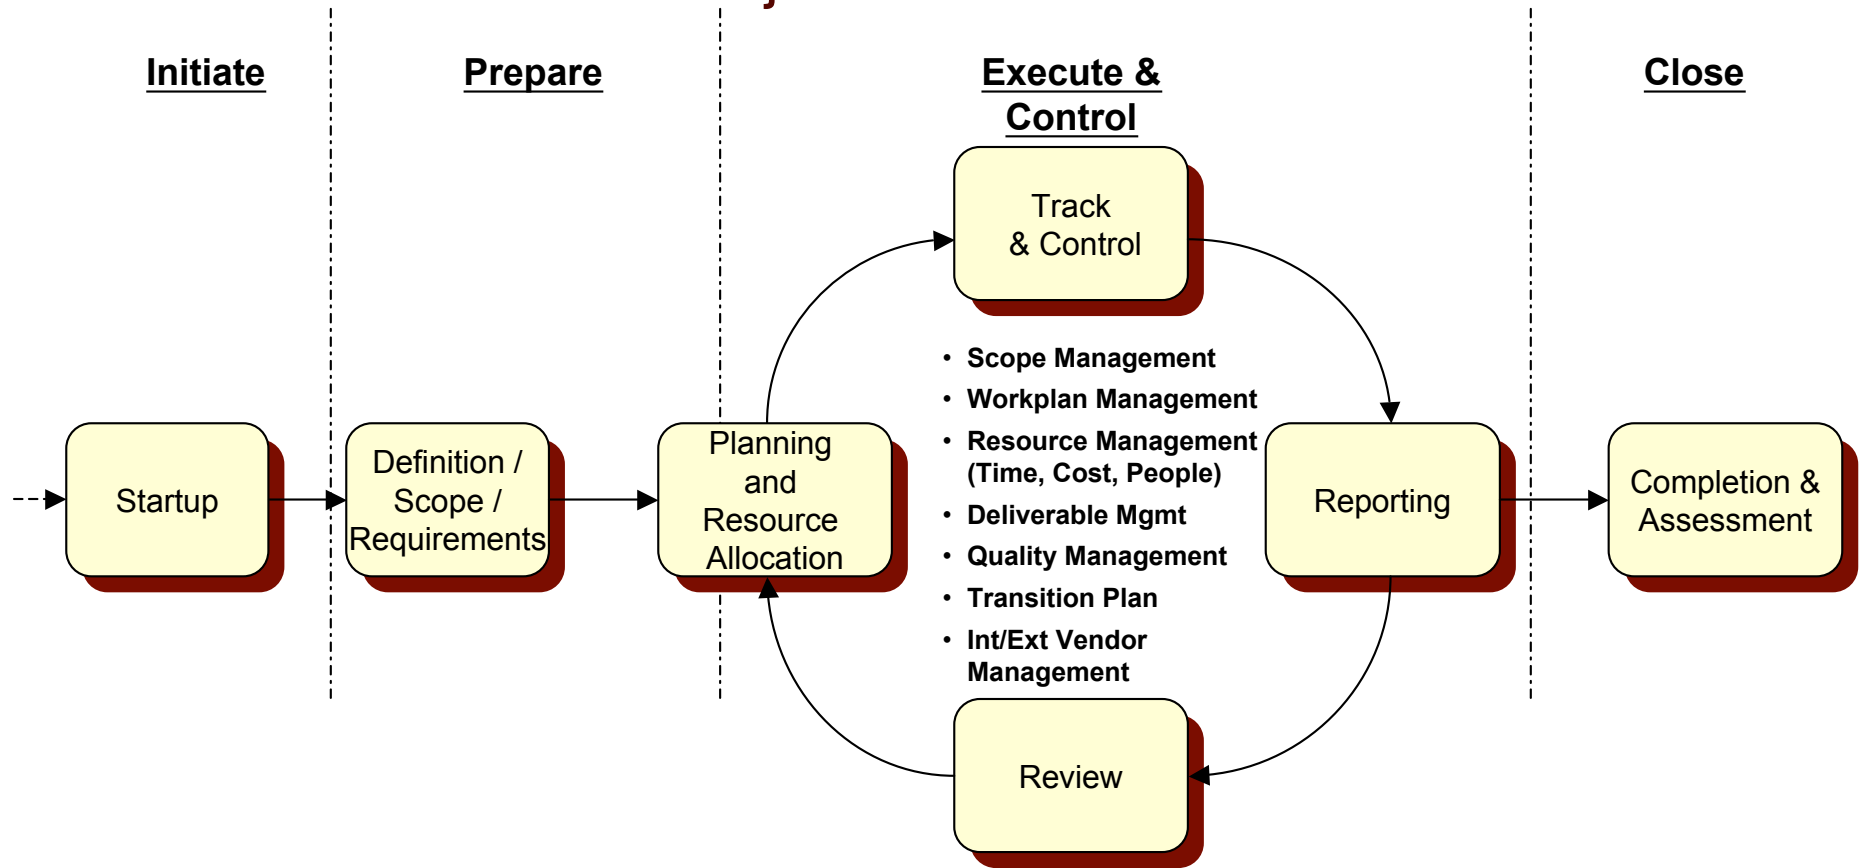 Initiate
Prepare
Execute &
Control
Close
Track
& Control
• Scope Management
• Workplan Management
• Resource Management
(Time, Cost, People)
• Deliverable Mgmt
• Quality Management
• Transition Plan
• Int/Ext Vendor
Management
Startup
Definition /
Scope /
Requirements
Planning
and
Resource
Allocation
Reporting
Completion &
Assessment
Review